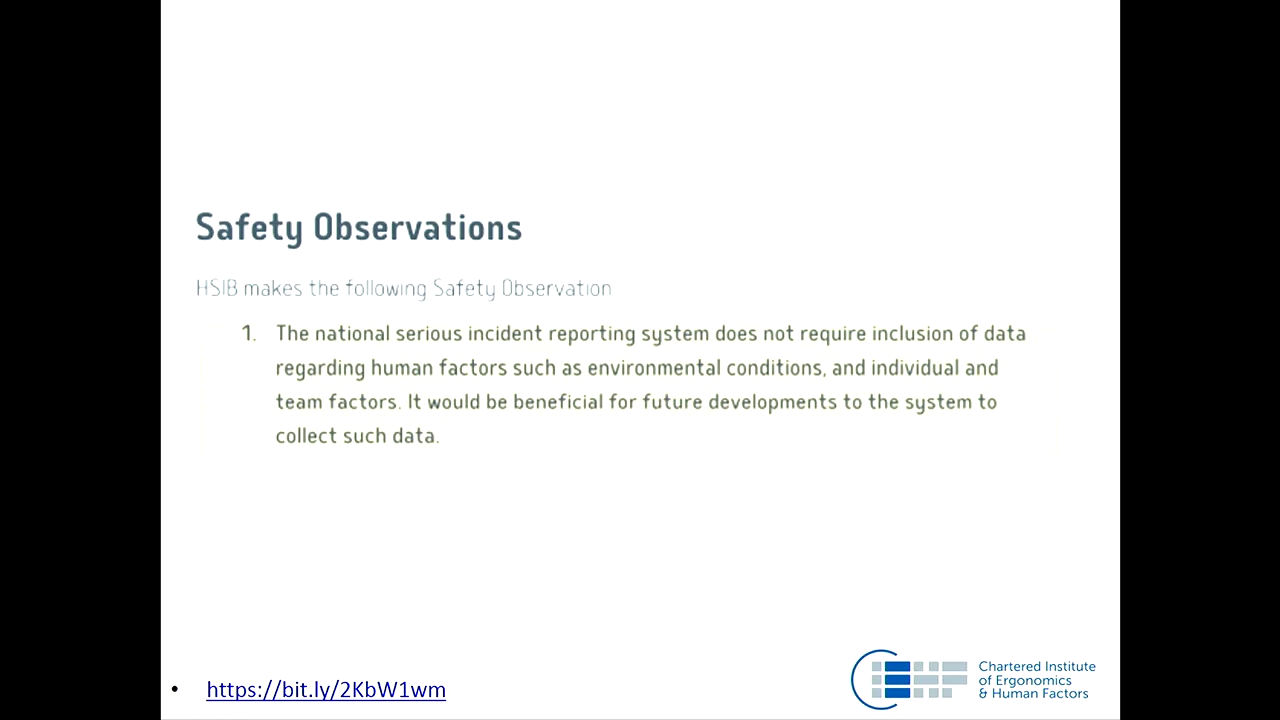 Safety Observations
HSIB makes the following Safety Observation
1. The national serious incident reporting system does not require inclusion of data
regarding human factors such as environmental conditions, and individual and
team factors. It would be beneficial for future developments to the system to
collect such data.
• https://bit.ly/2KbW1wm
Chartered Institute
of Ergonomics
& Human Factors